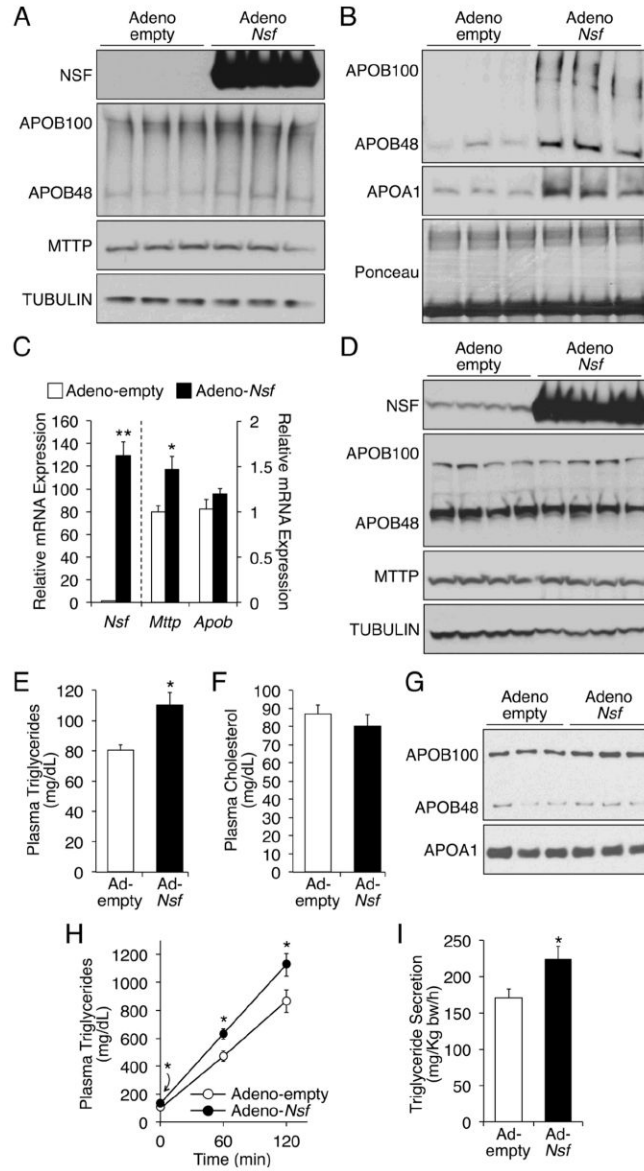 A
Adeno
empty
Adeno
Nsf
NSF
APOB100
APOB48
MTTP
TUBULIN
B
Adeno
empty
Adeno
Nsf
APOB100
APOB48
APOA1
Ponceau
C
Adeno-empty
Adeno-Nsf
Relative mRNA Expression
160
140
120
100
80
60
40
20
0
**
*
2
1.5
1
0.5
0
Relative mRNA Expression
Nsf
Mttp
Apob
D
Adeno
empty
Adeno
Nsf
NSF
APOB100
APOB48
MTTP
TUBULIN
E
Plasma Triglycerides
(mg/dL)
120
100
80
60
40
20
0
*
Ad-
empty
Ad-
Nsf
F
Plasma Cholesterol
(mg/dL)
100
90
80
70
60
50
40
30
20
10
0
Ad-
empty
Ad-
Nsf
G
Adeno
empty
Adeno
Nsf
APOB100
APOB48
APOA1
H
Plasma Triglycerides
(mg/dL)
1200
1000
800
600
400
200
0
*
*
*
Adeno-empty
Adeno-Nsf
0
60
120
Time (min)
I
Triglyceride Secretion
(mg/Kg bw/h)
250
200
150
100
50
0
*
Ad-
empty
Ad-
Nsf